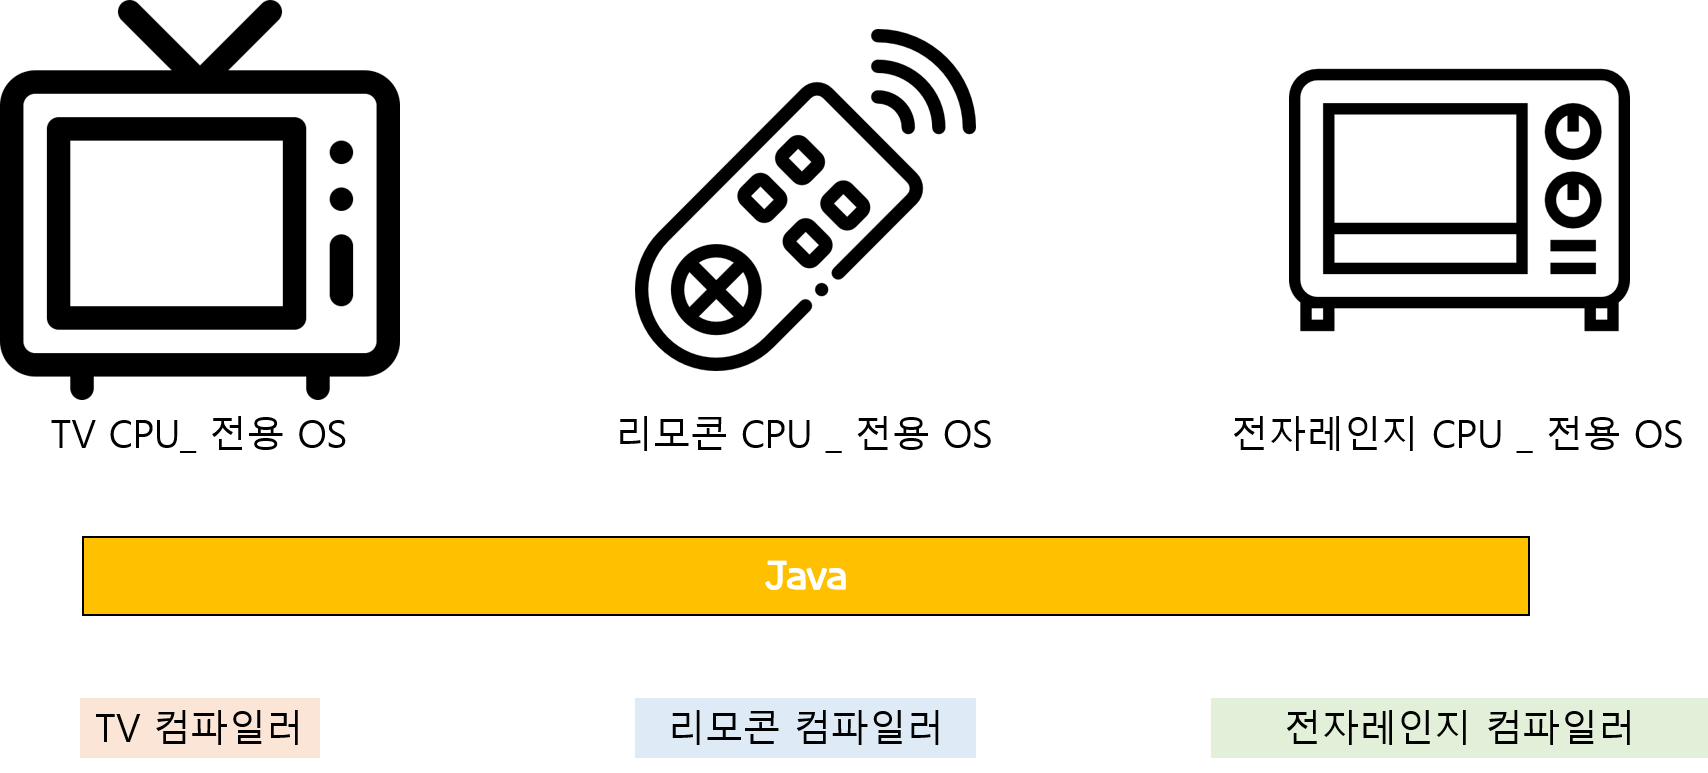 TV CPU_ 전용 OS
리모콘 CPU _ 전용 OS
전자레인지 CPU _ 전용 OS
Java
TV 컴파일러
리모콘 컴파일러
전자레인지 컴파일러